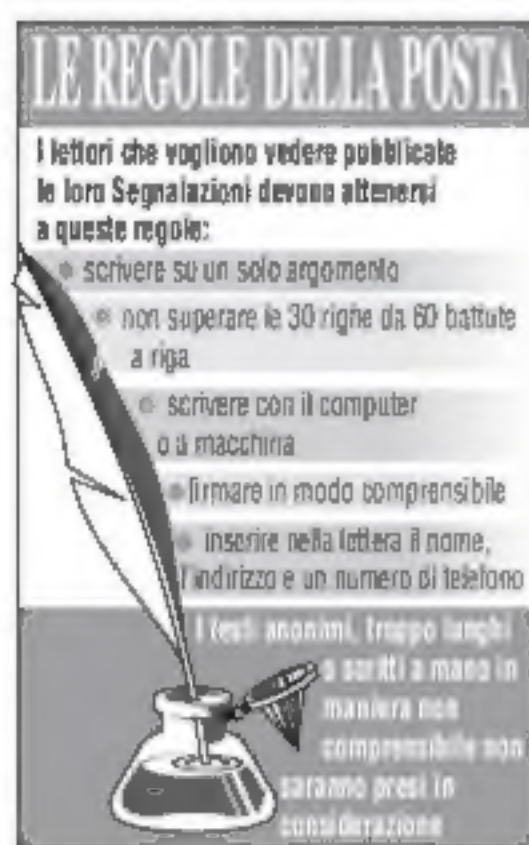 LE REGOLE DELLA POSTA
I lettori che vogliono vedere pubblicate
le loro Segnalazioni devono attenersi
a queste regole:
• scrivere su un solo argomento
• non superare le 30 righe da 60 battute
a riga
• scrivere con il computer
o a macchina
• firmare in modo comprensibile
• inserire nella lettera il nome,
l'indirizzo e un numero di telefono
I testi anonimi, troppo lunghi
o scritti a mano in
maniera non
comprensibile non
saranno presi in
considerazione